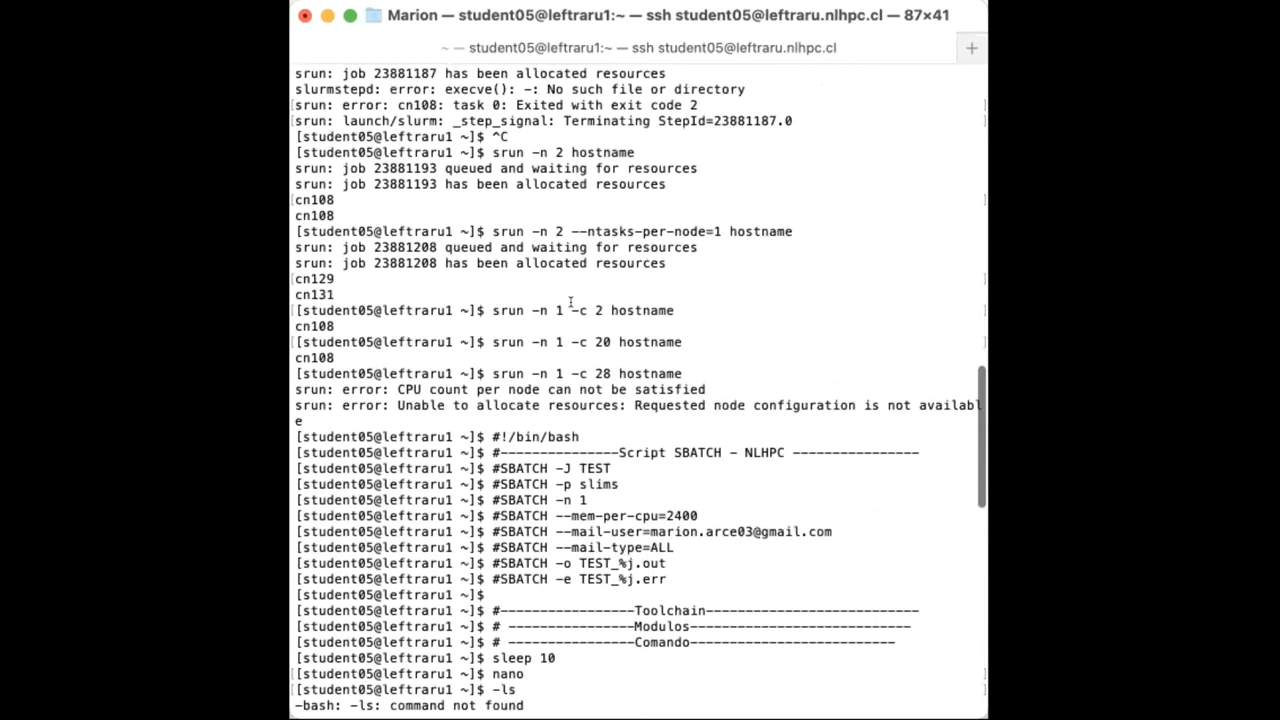 Marion — student05@leftraru1:~ — ssh student05@leftraru.nlhpc.cl — 87×41
~ — student05@leftraru1:~ — ssh student05@leftraru.nlhpc.cl
+
srun: job 23881187 has been allocated resources
slurmstepd: error: execve(): -: No such file or directory
[srun: error: cn108: task 0: Exited with exit code 2 ]
[srun: launch/slurm: _step_signal: Terminating StepId=23881187.0 ]
[student05@leftraru1 ~]$ ^C
[student05@leftraru1 ~]$ srun -n 2 hostname
srun: job 23881193 queued and waiting for resources
srun: job 23881193 has been allocated resources
[cn108 ]
cn108
[student05@leftraru1 ~]$ srun -n 2 --ntasks-per-node=1 hostname
srun: job 23881208 queued and waiting for resources
srun: job 23881208 has been allocated resources
[cn129 ]
cn131
[[student05@leftraru1 ~]$ srun -n 1 -c 2 hostname ]
cn108
[[student05@leftraru1 ~]$ srun -n 1 -c 20 hostname ]
cn108
[[student05@leftraru1 ~]$ srun -n 1 -c 28 hostname ]
srun: error: CPU count per node can not be satisfied
srun: error: Unable to allocate resources: Requested node configuration is not availabl
e
[student05@leftraru1 ~]$ #!/bin/bash
[student05@leftraru1 ~]$ #---------------Script SBATCH - NLHPC ----------------
[student05@leftraru1 ~]$ #SBATCH -J TEST
[student05@leftraru1 ~]$ #SBATCH -p slims
[student05@leftraru1 ~]$ #SBATCH -n 1
[student05@leftraru1 ~]$ #SBATCH --mem-per-cpu=2400
[student05@leftraru1 ~]$ #SBATCH --mail-user=marion.arce03@gmail.com
[student05@leftraru1 ~]$ #SBATCH --mail-type=ALL
[student05@leftraru1 ~]$ #SBATCH -o TEST_%j.out
[student05@leftraru1 ~]$ #SBATCH -e TEST_%j.err
[student05@leftraru1 ~]$
[student05@leftraru1 ~]$ #-----------------Toolchain---------------------------
[student05@leftraru1 ~]$ # ----------------Modulos----------------------------
[student05@leftraru1 ~]$ # ----------------Comando--------------------------
[student05@leftraru1 ~]$ sleep 10
[[student05@leftraru1 ~]$ nano ]
[[student05@leftraru1 ~]$ -ls ]
-bash: -ls: command not found